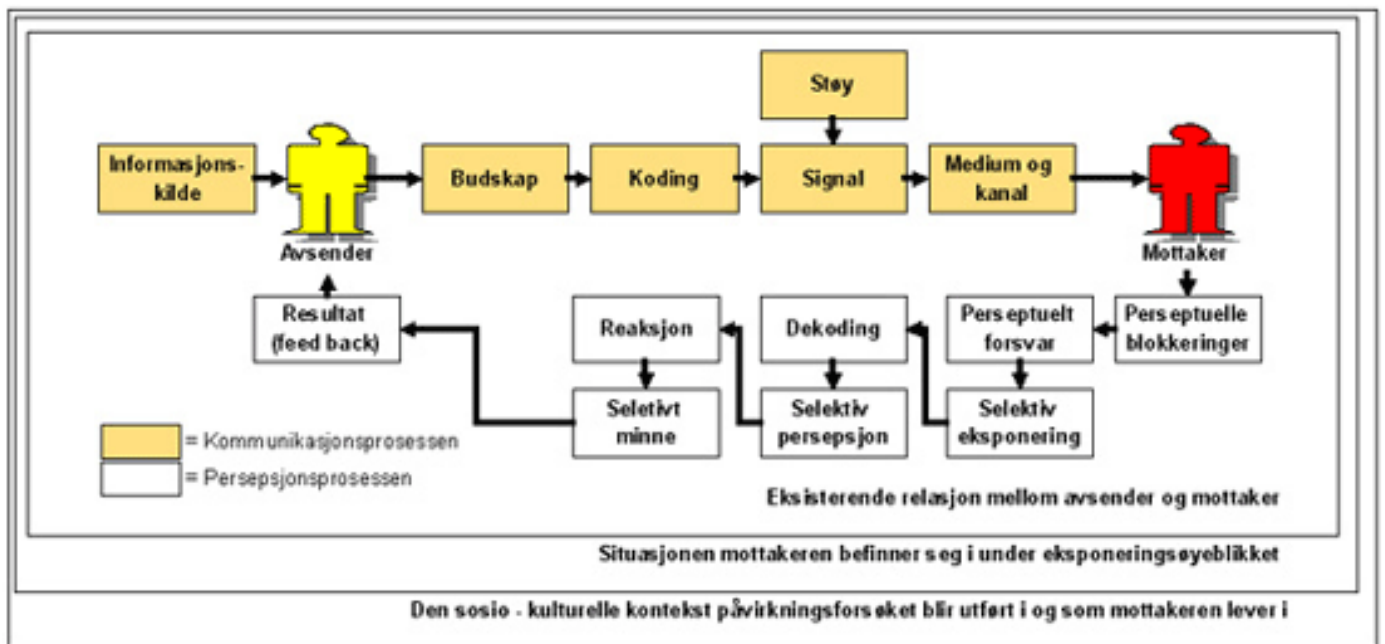 Støy
Informasjons-
kilde
Budskap
Koding
Signal
Medium og
kanal
Avsender
Mottaker
Resultat
(feed back)
Reaksjon
Dekoding
Perseptuelt
forsvar
Perseptuelle
blokkeringer
Seletivt
minne
Selektiv
persepsjon
Selektiv
eksponering
= Kommunikasjonsprosessen
= Persepsjonsprosessen
Eksisterende relasjon mellom avsender og mottaker
Situasjonen mottakeren befinner seg i under eksponeringsøyeblikket
Den sosio - kulturelle kontekst påvirkningsforsøket blir utført i og som mottakeren lever i